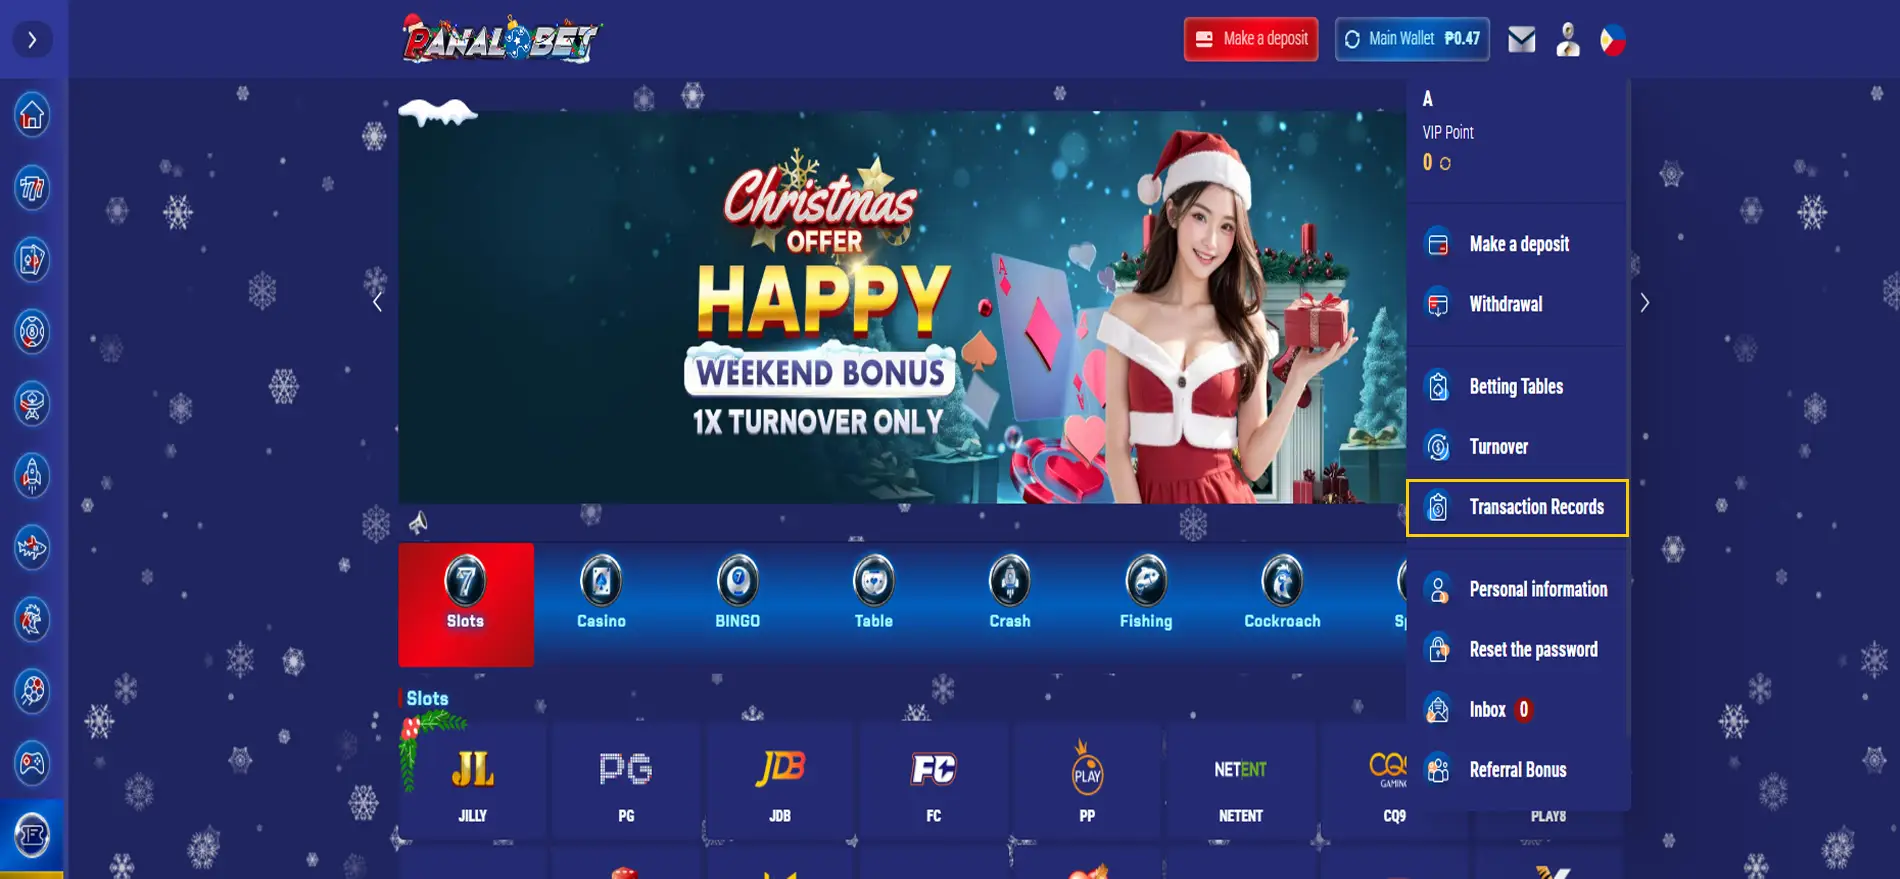 PANALOBET
Make a deposit
Main Wallet ₱0.47
A
VIP Point
0
Christmas
OFFER
HAPPY
WEEKEND BONUS
1X TURNOVER ONLY
A
Make a deposit
Withdrawal
Betting Tables
Turnover
Transaction Records
Personal information
Reset the password
Inbox 0
Referral Bonus
Slots
Casino
BINGO
Table
Crash
Fishing
Cockroach
Slots
JL
JILLY
PG
PG
JDB
JDB
FC
FC
PLAY
PP
NETENT
NETENT
CQ9
GAMING
CQ9
PLAY8